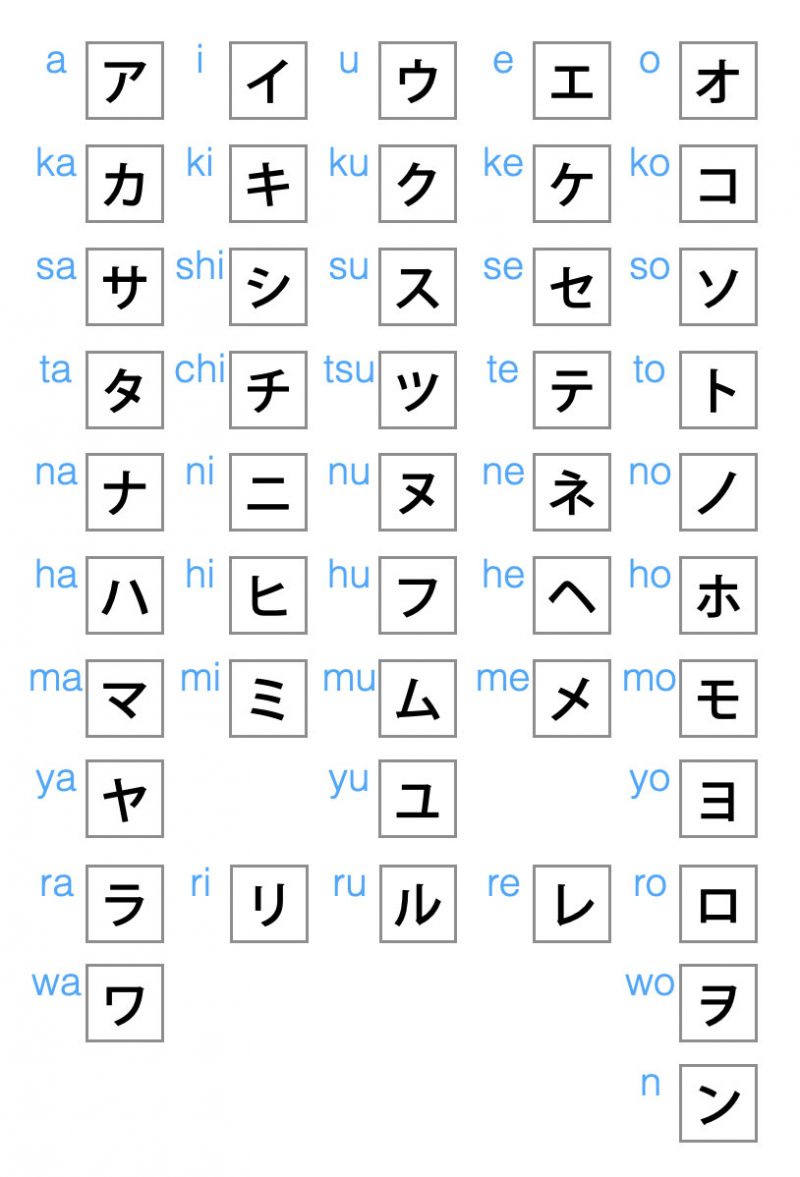 a ア i イ u ウ e エ o オ
ka カ ki キ ku ク ke ケ ko コ
sa サ shi シ su ス se セ so ソ
ta タ chi チ tsu ツ te テ to ト
na ナ ni ニ nu ヌ ne ネ no ノ
ha ハ hi ヒ hu フ he ヘ ho ホ
ma マ mi ミ mu ム me メ mo モ
ya ヤ yu ユ yo ヨ
ra ラ ri リ ru ル re レ ro ロ
wa ワ wo ヲ
n ン